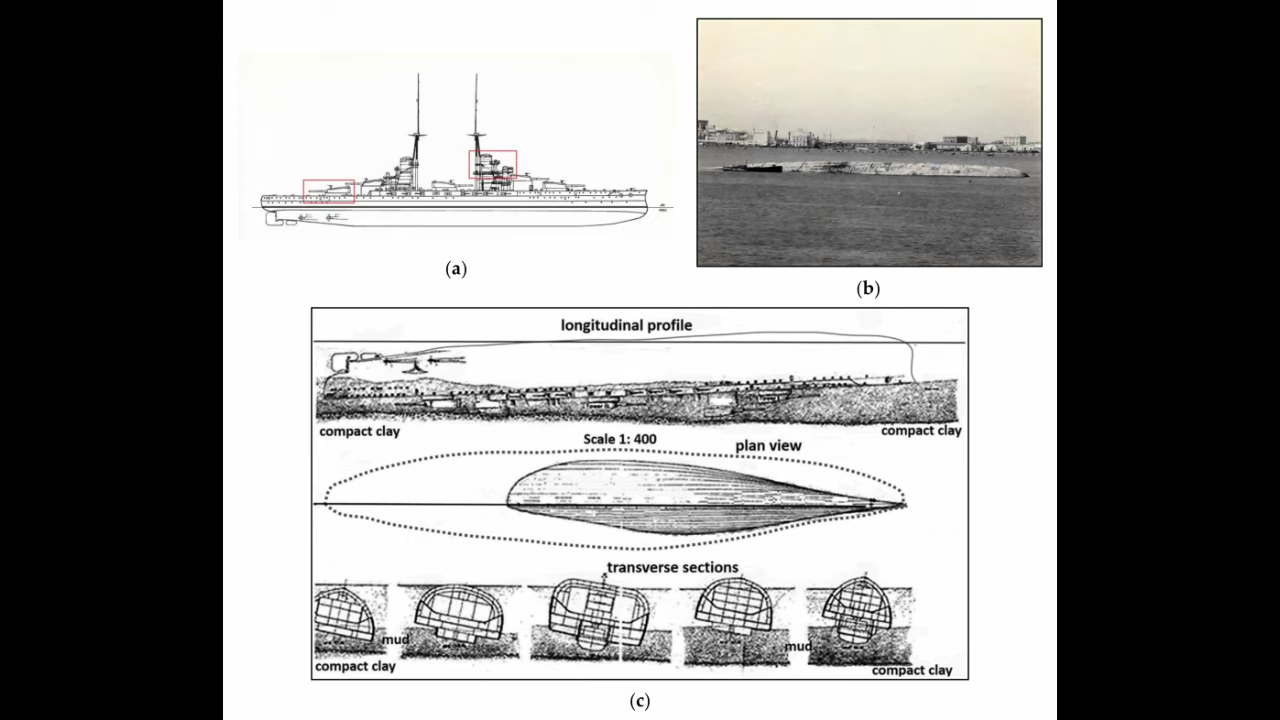 (a)
(b)
longitudinal profile
compact clay
compact clay
Scale 1: 400
plan view
transverse sections
mud
mud
compact clay
compact clay
(c)